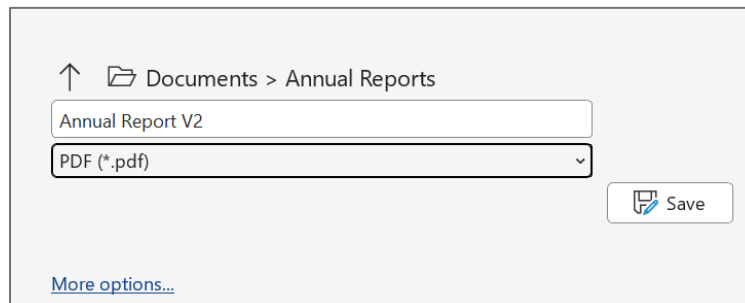 Documents > Annual Reports
Annual Report V2
PDF (*.pdf)
Save
More options...